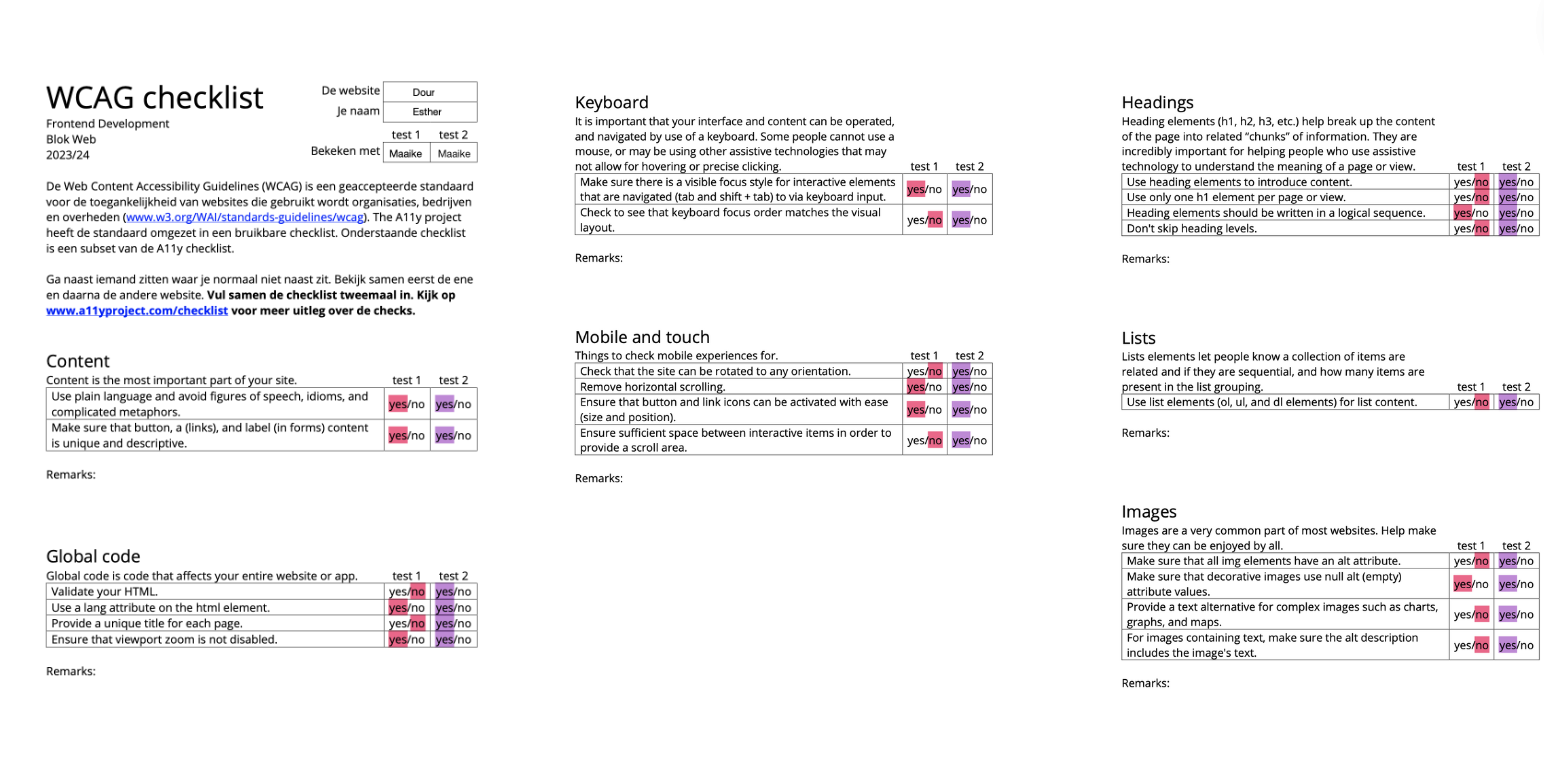 WCAG checklist
Frontend Development
Blok Web
2023/24
De website Dour
Je naam Esther
test 1 test 2
Bekeken met Maaike Maaike
De Web Content Accessibility Guidelines (WCAG) is een geaccepteerde standaard
voor de toegankelijkheid van websites die gebruikt wordt organisaties, bedrijven
en overheden (www.w3.org/WAI/standards-guidelines/wcag). The A11y project
heeft de standaard omgezet in een bruikbare checklist. Onderstaande checklist
is een subset van de A11y checklist.
Ga naast iemand zitten waar je normaal niet naast zit. Bekijk samen eerst de ene
en daarna de andere website. Vul samen de checklist tweemaal in. Kijk op
www.a11yproject.com/checklist voor meer uitleg over de checks.
Content
Content is the most important part of your site. test 1 test 2
Use plain language and avoid figures of speech, idioms, and
complicated metaphors.
yes/no yes/no
Make sure that button, a (links), and label (in forms) content
is unique and descriptive.
yes/no yes/no
Remarks:
Global code
Global code is code that affects your entire website or app. test 1 test 2
Validate your HTML. yes/no yes/no
Use a lang attribute on the html element. yes/no yes/no
Provide a unique title for each page. yes/no yes/no
Ensure that viewport zoom is not disabled. yes/no yes/no
Remarks:
Keyboard
It is important that your interface and content can be operated,
and navigated by use of a keyboard. Some people cannot use a
mouse, or may be using other assistive technologies that may
not allow for hovering or precise clicking. test 1 test 2
Make sure there is a visible focus style for interactive elements
that are navigated (tab and shift + tab) to via keyboard input.
yes/no yes/no
Check to see that keyboard focus order matches the visual
layout.
yes/no yes/no
Remarks:
Mobile and touch
Things to check mobile experiences for. test 1 test 2
Check that the site can be rotated to any orientation. yes/no yes/no
Remove horizontal scrolling. yes/no yes/no
Ensure that button and link icons can be activated with ease
(size and position).
yes/no yes/no
Ensure sufficient space between interactive items in order to
provide a scroll area.
yes/no yes/no
Remarks:
Headings
Heading elements (h1, h2, h3, etc.) help break up the content
of the page into related “chunks” of information. They are
incredibly important for helping people who use assistive
technology to understand the meaning of a page or view. test 1 test 2
Use heading elements to introduce content. yes/no yes/no
Use only one h1 element per page or view. yes/no yes/no
Heading elements should be written in a logical sequence. yes/no yes/no
Don't skip heading levels. yes/no yes/no
Remarks:
Lists
Lists elements let people know a collection of items are
related and if they are sequential, and how many items are
present in the list grouping. test 1 test 2
Use list elements (ol, ul, and dl elements) for list content. yes/no yes/no
Remarks:
Images
Images are a very common part of most websites. Help make
sure they can be enjoyed by all. test 1 test 2
Make sure that all img elements have an alt attribute. yes/no yes/no
Make sure that decorative images use null alt (empty)
attribute values.
yes/no yes/no
Provide a text alternative for complex images such as charts,
graphs, and maps.
yes/no yes/no
For images containing text, make sure the alt description
includes the image's text.
yes/no yes/no
Remarks: